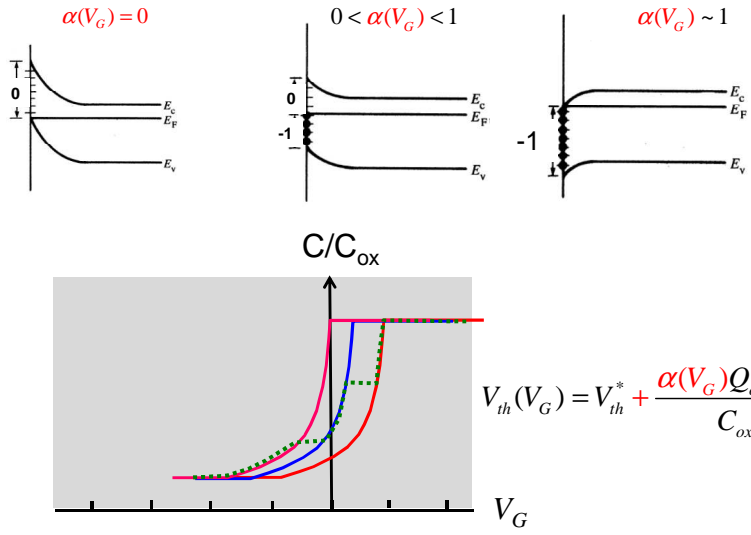 α(V_G) = 0
0 < α(V_G) < 1
α(V_G) ~ 1
0
E_c
E_F
E_v
0
-1
E_c
E_F
E_v
-1
E_c
E_F
E_v
C/C_ox
V_th(V_G) = V_th^* + α(V_G)Q
C_ox
V_G